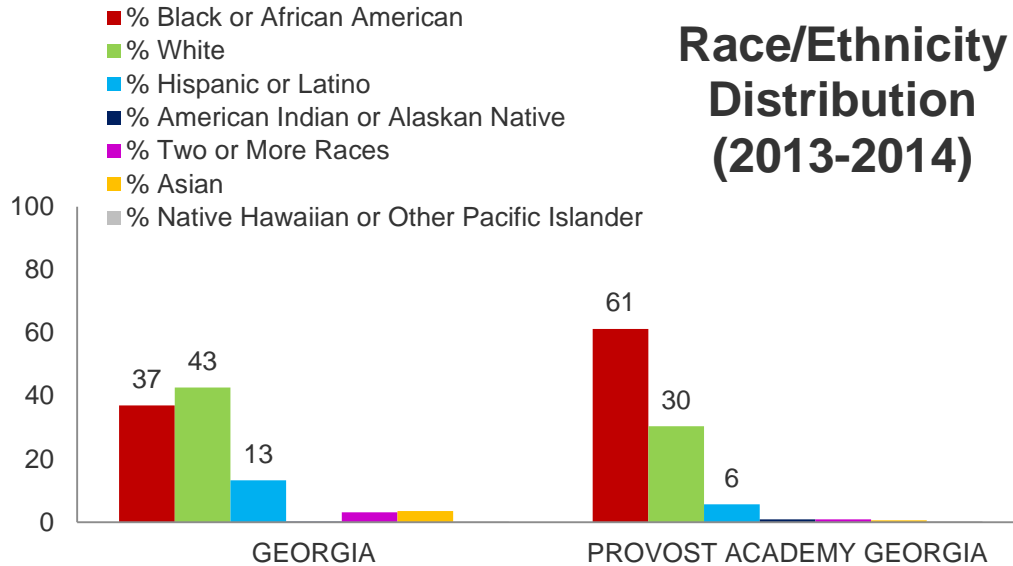 % Black or African American
% White
% Hispanic or Latino
% American Indian or Alaskan Native
% Two or More Races
% Asian
% Native Hawaiian or Other Pacific Islander
Race/Ethnicity
Distribution
(2013-2014)
100
80
60
40
20
0
37
43
13
61
30
6
GEORGIA
PROVOST ACADEMY GEORGIA